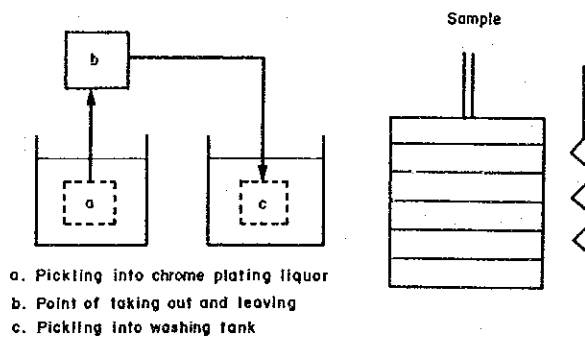 Sample
b
a
c
a. Pickling into chrome plating liquor
b. Point of taking out and leaving
c. Pickling into washing tank